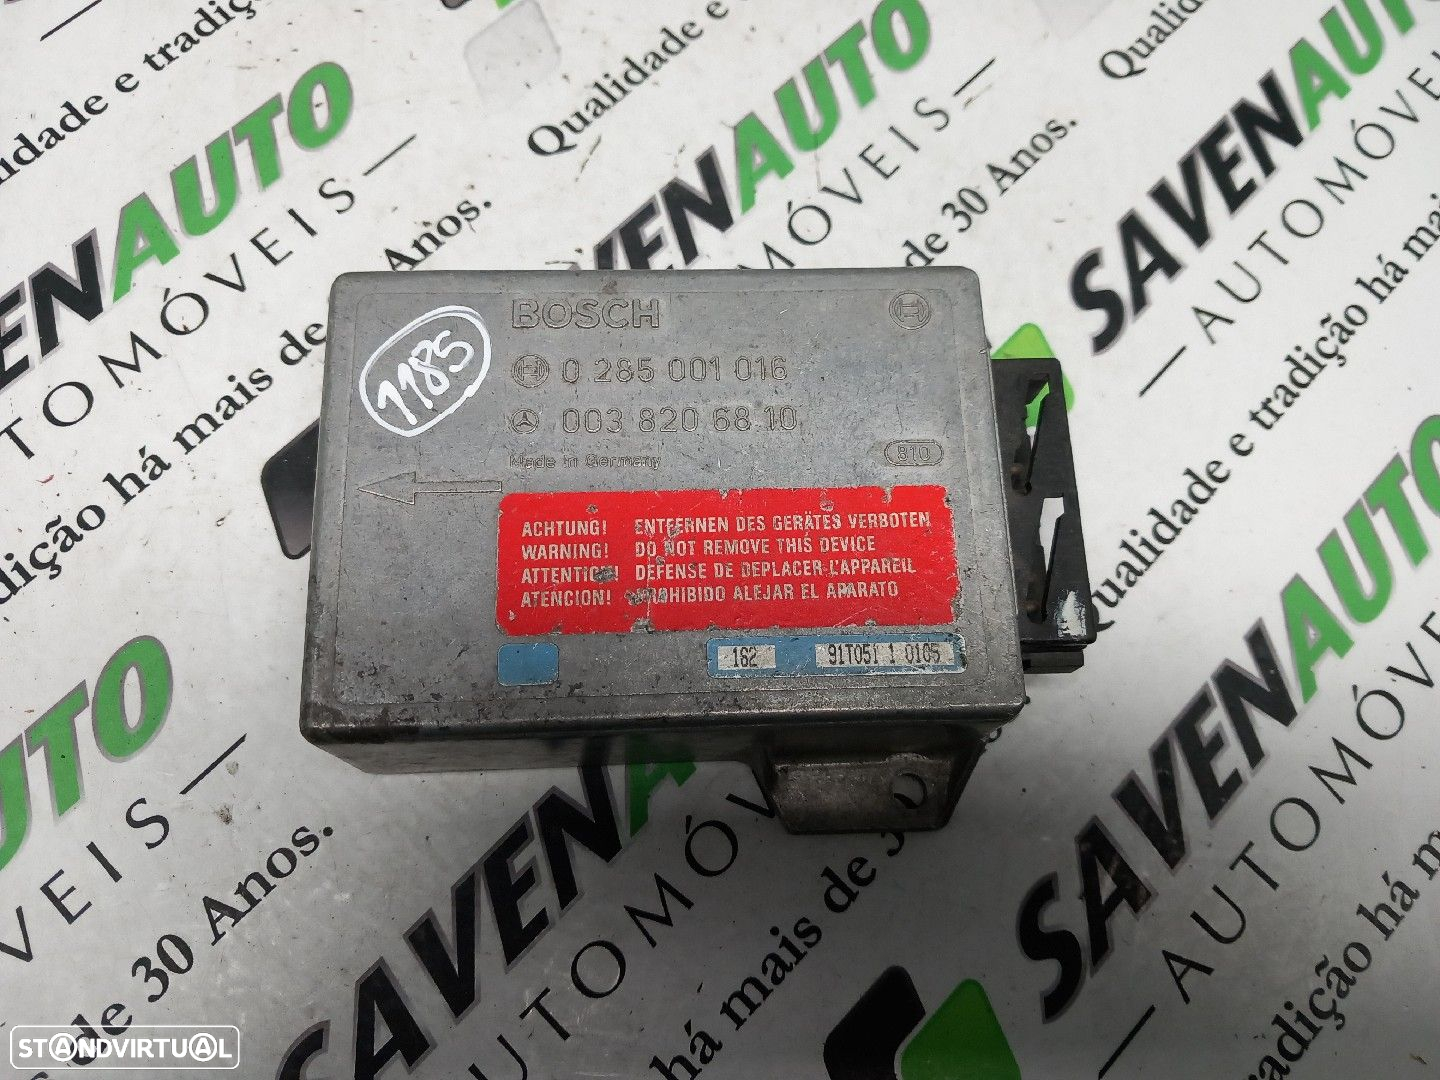 BOSCH
0 285 001 016
003 820 68 10
Made in Germany
810
1185
ACHTUNG! ENTFERNEN DES GERÄTES VERBOTEN
WARNING! DO NOT REMOVE THIS DEVICE
ATTENTION! DEFENSE DE DEPLACER L'APPAREIL
ATENCION! PROHIBIDO ALEJAR EL APARATO
162 91T051 1 0105
SAVENAUTO
AUTOMÓVEIS
Qualidade e tradição há mais de 30 Anos.
STANDVIRTUAL